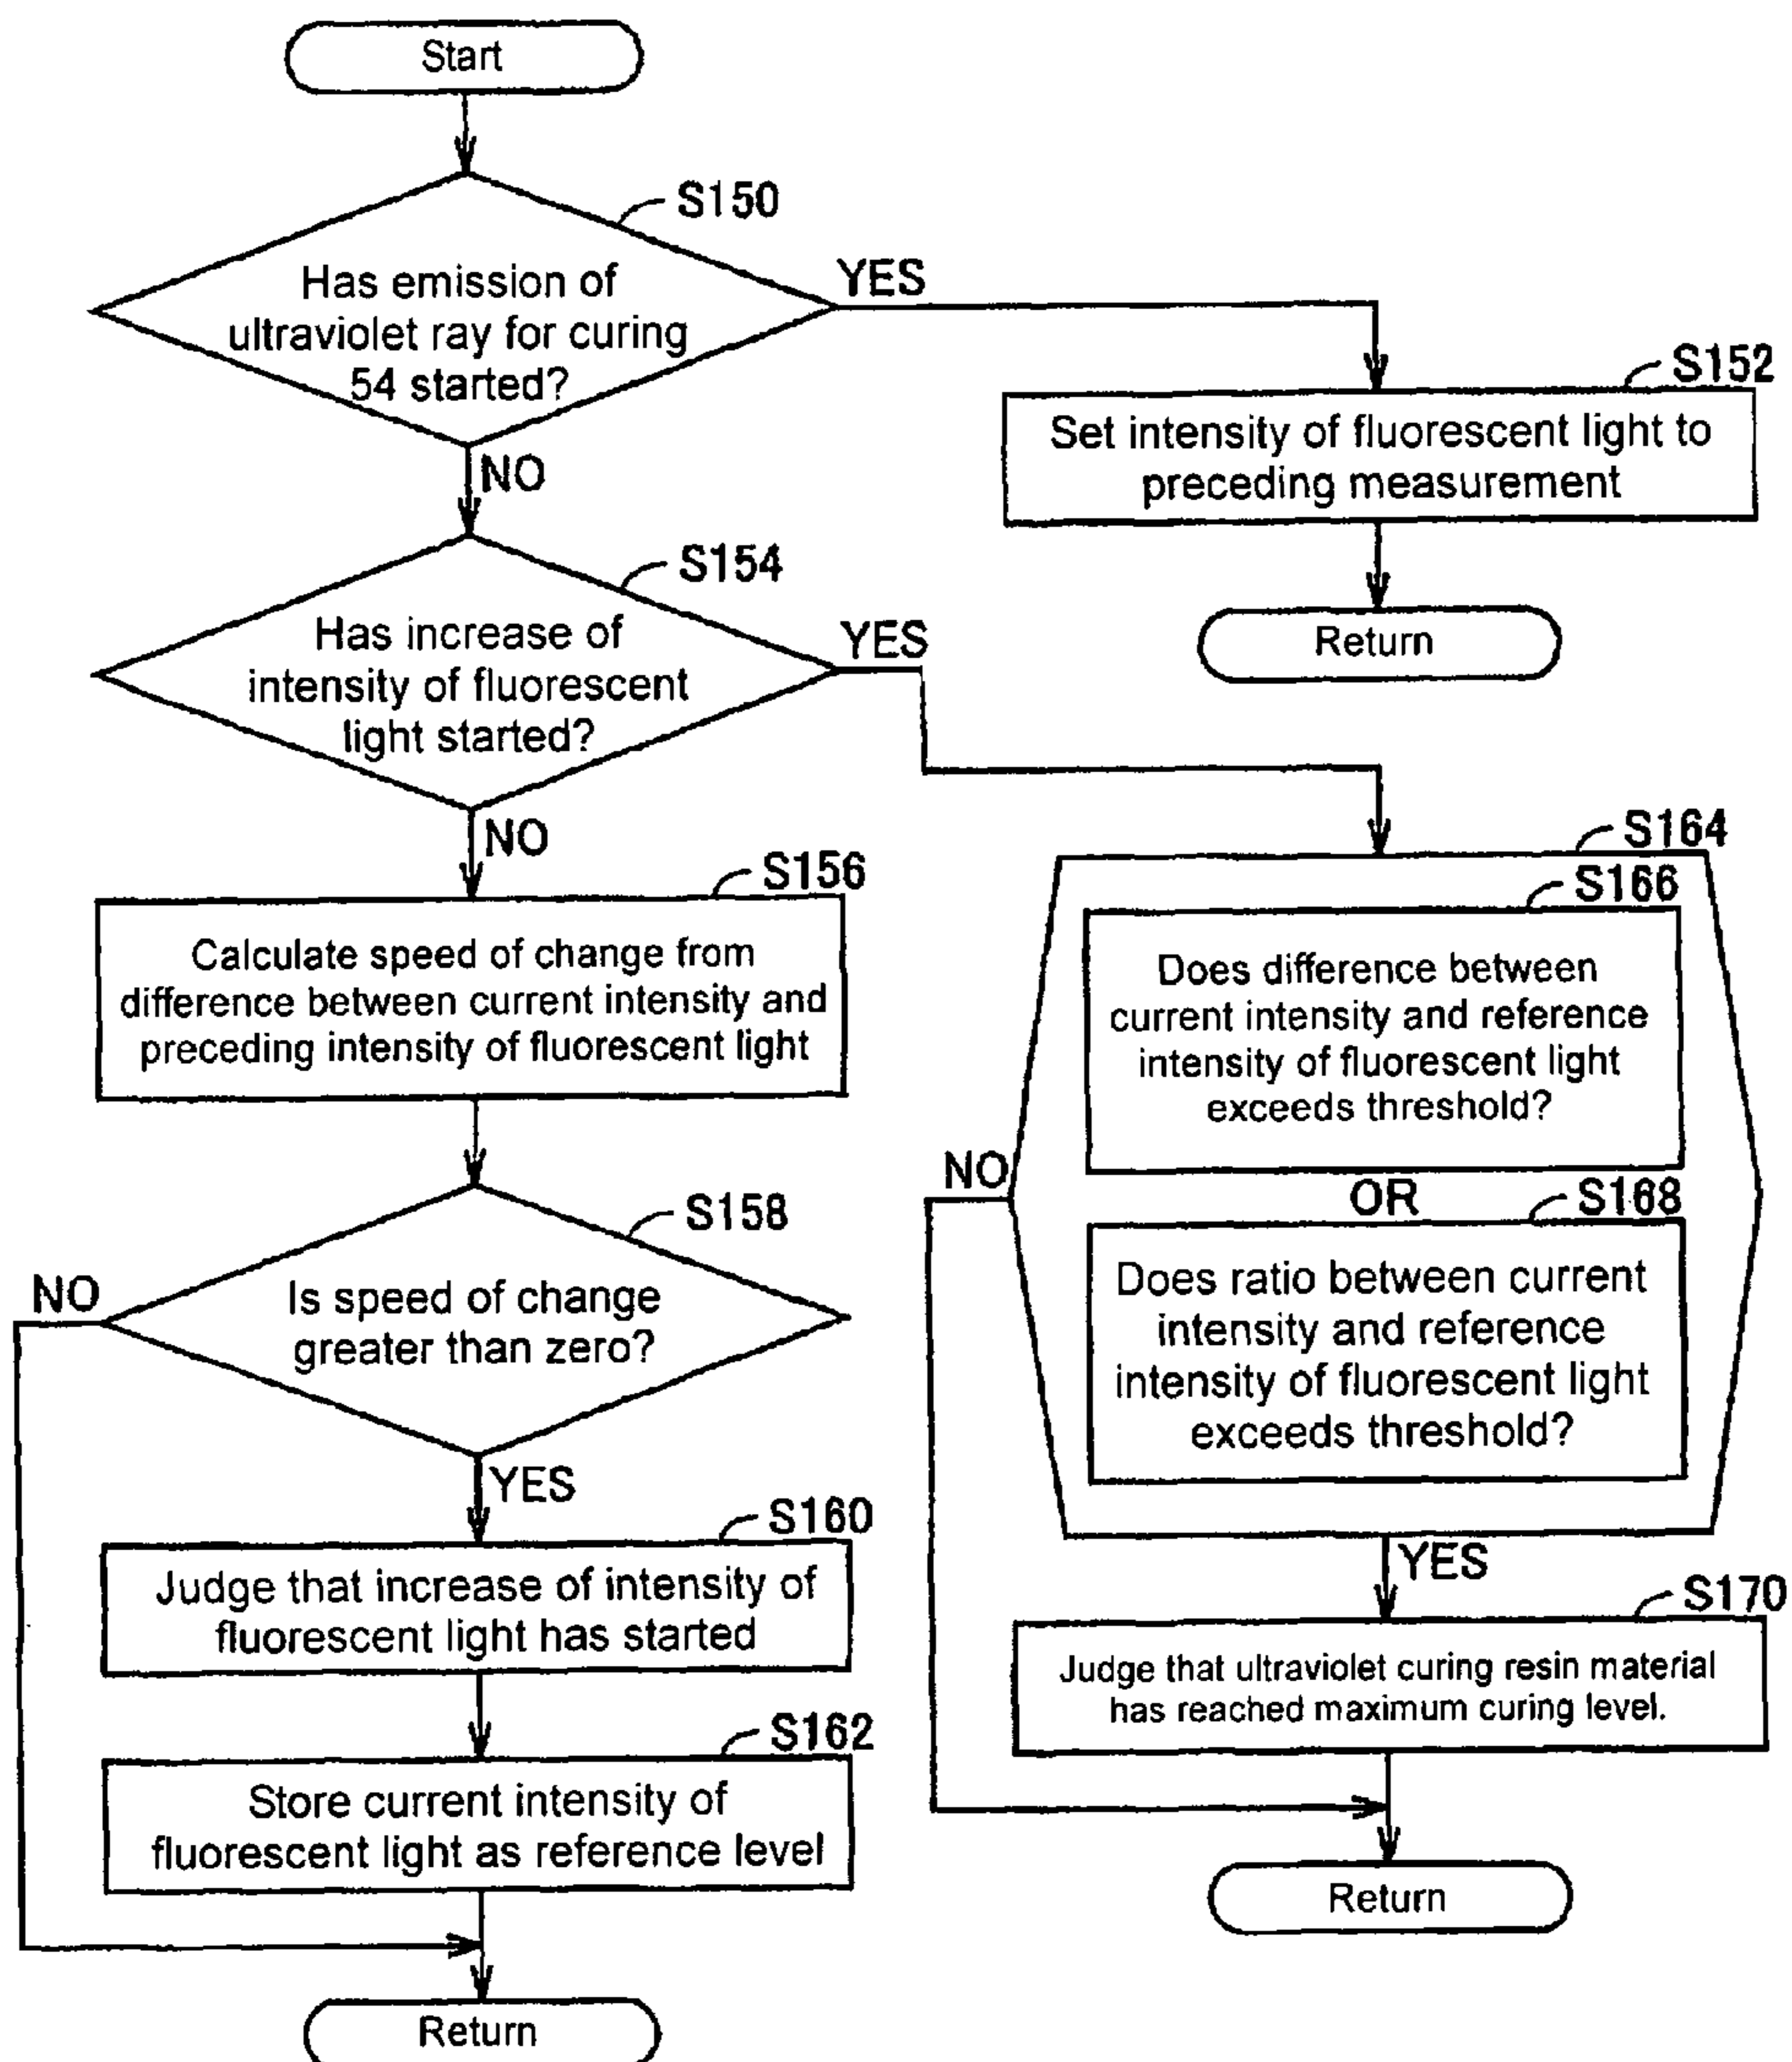 Start
S150
Has emission of
ultraviolet ray for curing
54 started?
YES
NO
S152
Set intensity of fluorescent light to
preceding measurement
Return
S154
Has increase of
intensity of fluorescent
light started?
YES
NO
S156
Calculate speed of change from
difference between current intensity and
preceding intensity of fluorescent light
S158
Is speed of change
greater than zero?
NO
YES
S160
Judge that increase of intensity of
fluorescent light has started
S162
Store current intensity of
fluorescent light as reference level
Return
S164
S166
Does difference between
current intensity and reference
intensity of fluorescent light
exceeds threshold?
OR
S168
Does ratio between current
intensity and reference
intensity of fluorescent light
exceeds threshold?
NO
YES
S170
Judge that ultraviolet curing resin material
has reached maximum curing level.
Return